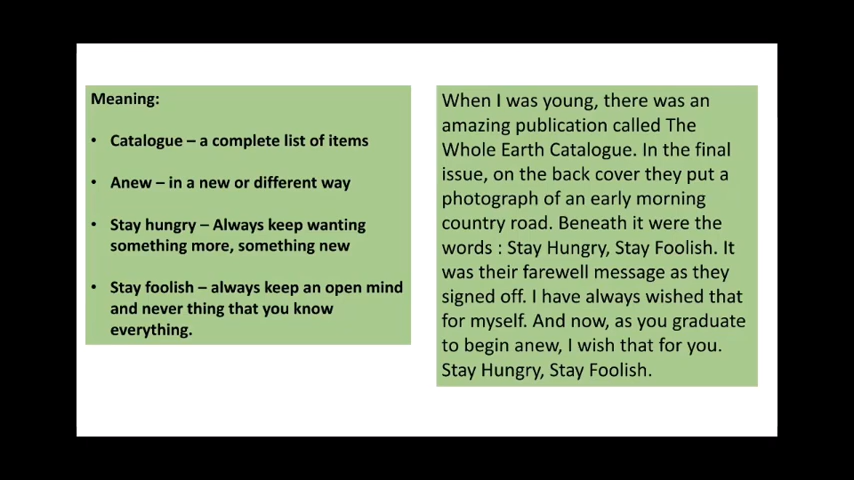 Meaning:
• Catalogue – a complete list of items
• Anew – in a new or different way
• Stay hungry – Always keep wanting
something more, something new
• Stay foolish – always keep an open mind
and never thing that you know
everything.
When I was young, there was an
amazing publication called The
Whole Earth Catalogue. In the final
issue, on the back cover they put a
photograph of an early morning
country road. Beneath it were the
words : Stay Hungry, Stay Foolish. It
was their farewell message as they
signed off. I have always wished that
for myself. And now, as you graduate
to begin anew, I wish that for you.
Stay Hungry, Stay Foolish.